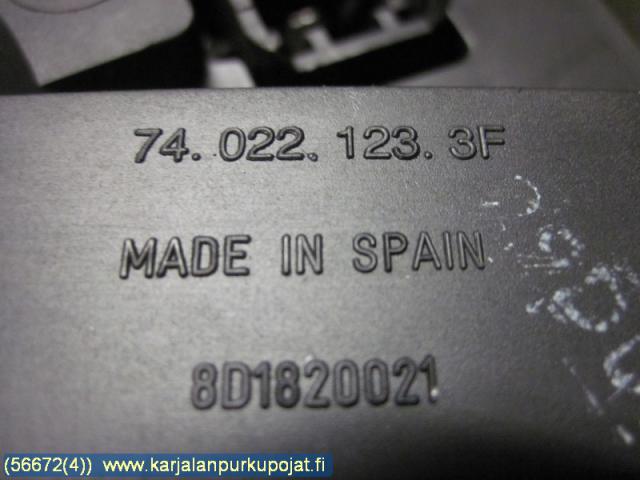 74. 022. 123. 3F
MADE IN SPAIN
8D1820021
(56672(4)) www.karjalanpurkupojat.fi